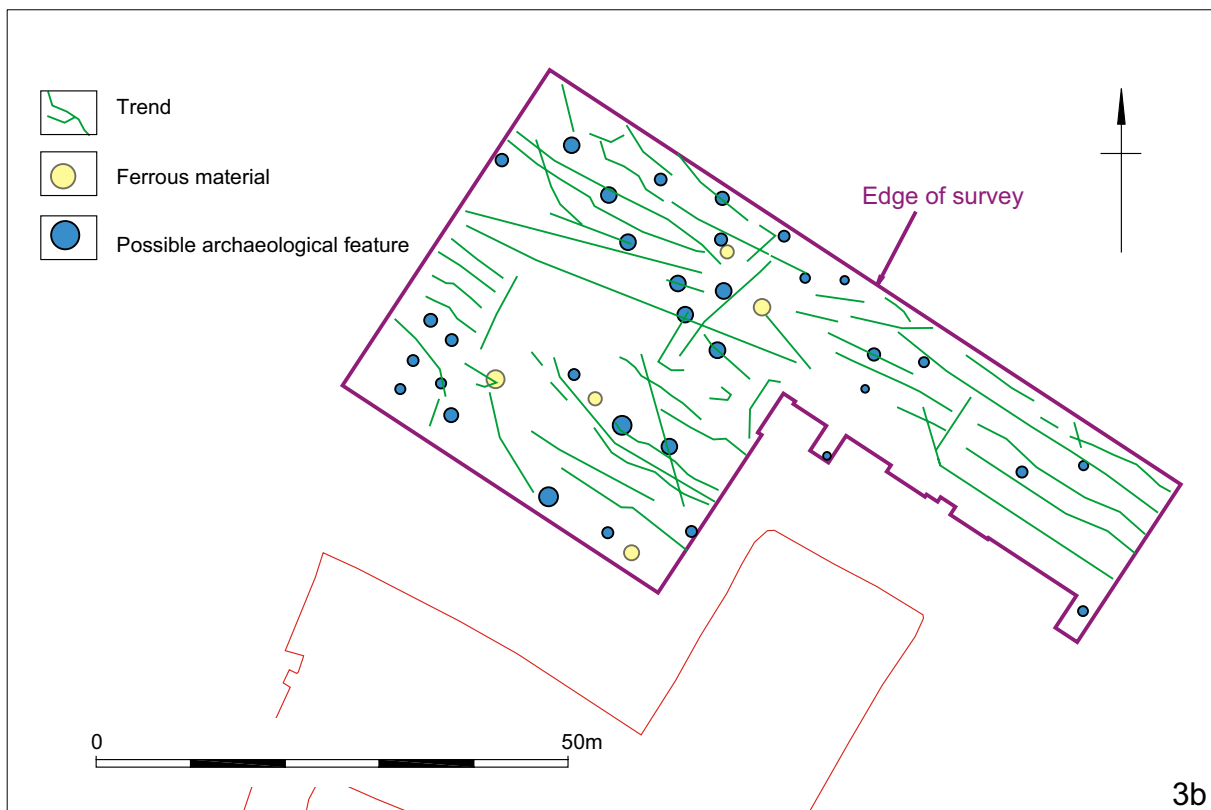 Trend
Ferrous material
Possible archaeological feature
Edge of survey
0 50m
3b